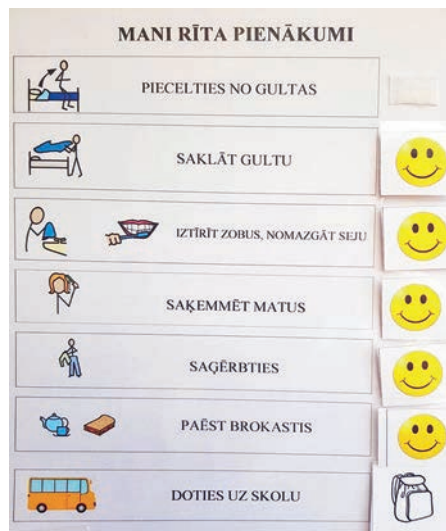 MANI RĪTA PIENĀKUMI
PIECELTIES NO GULTAS
SAKLĀT GULTU
IZTĪRĪT ZOBUS, NOMAZGĀT SEJU
SAĶEMMĒT MATUS
SAĢĒRBTIES
PAĒST BROKASTIS
DOTIES UZ SKOLU